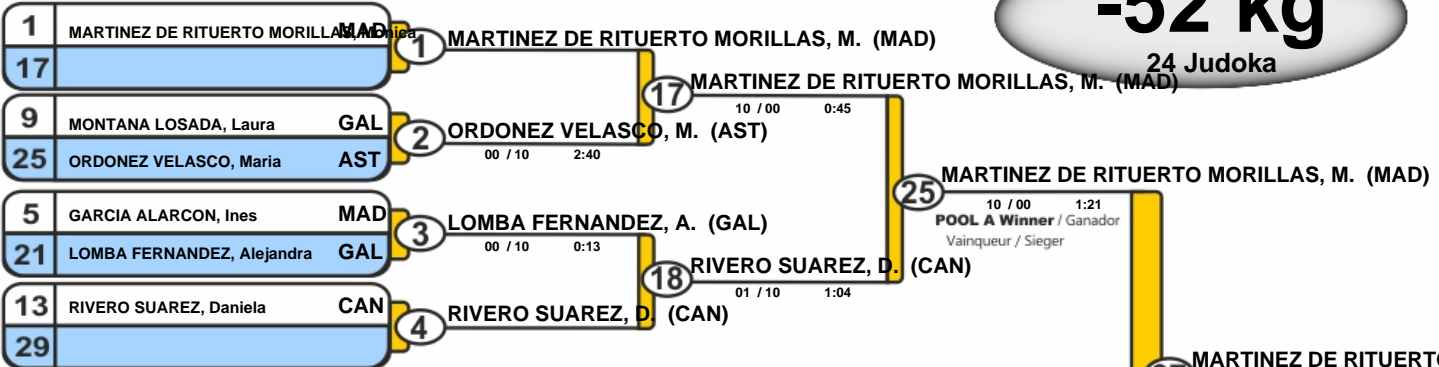 -52 kg
24 Judoka
1 MARTINEZ DE RITUERTO MORILLAS, Monica MAD
17
1 MARTINEZ DE RITUERTO MORILLAS, M. (MAD)
17 MARTINEZ DE RITUERTO MORILLAS, M. (MAD)
10 / 00 0:45
9 MONTANA LOSADA, Laura GAL
25 ORDONEZ VELASCO, Maria AST
2 ORDONEZ VELASCO, M. (AST)
00 / 10 2:40
25 MARTINEZ DE RITUERTO MORILLAS, M. (MAD)
10 / 00 1:21
POOL A Winner / Ganador
Vainqueur / Sieger
5 GARCIA ALARCON, Ines MAD
21 LOMBA FERNANDEZ, Alejandra GAL
3 LOMBA FERNANDEZ, A. (GAL)
00 / 10 0:13
18 RIVERO SUAREZ, D. (CAN)
01 / 10 1:04
13 RIVERO SUAREZ, Daniela CAN
29
4 RIVERO SUAREZ, D. (CAN)
MARTINEZ DE RITUERTO